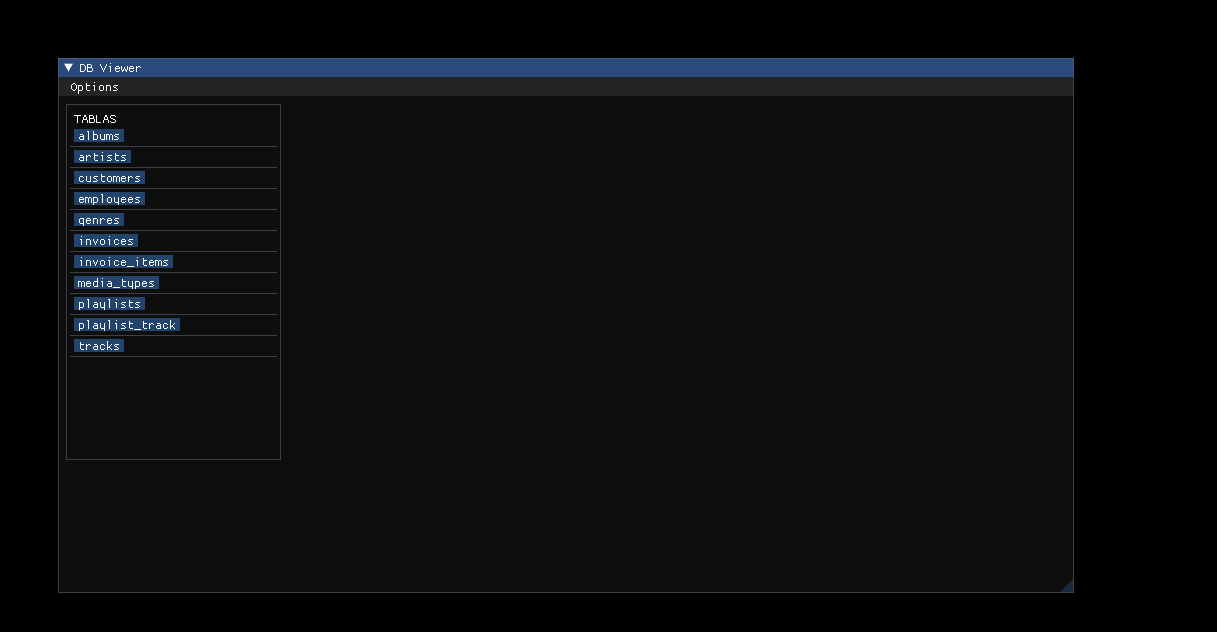 DB Viewer
Options
TABLAS
albums
artists
customers
employees
genres
invoices
invoice_items
media_types
playlists
playlist_track
tracks